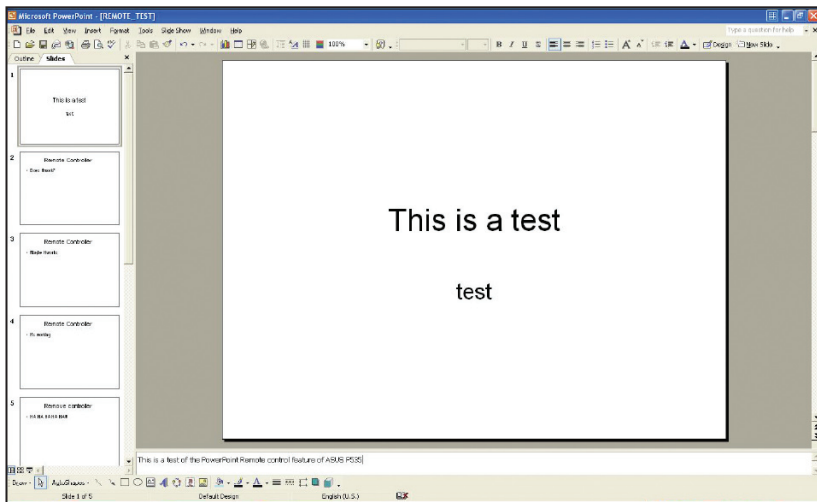 Microsoft PowerPoint - [REMOTE_TEST]
File Edit View Insert Format Tools Slide Show Window Help
Type a question for help
100%
B I U S
Design New Slide
Outline Slides
1
This is a test
test
2
Remote Controller
3
Remote Controller
4
Remote Controller
5
Remove controller
This is a test
test
This is a test of the PowerPoint Remote control feature of ASUS P535
Draw AutoShapes
Slide 1 of 5 Default Design English (U.S.)